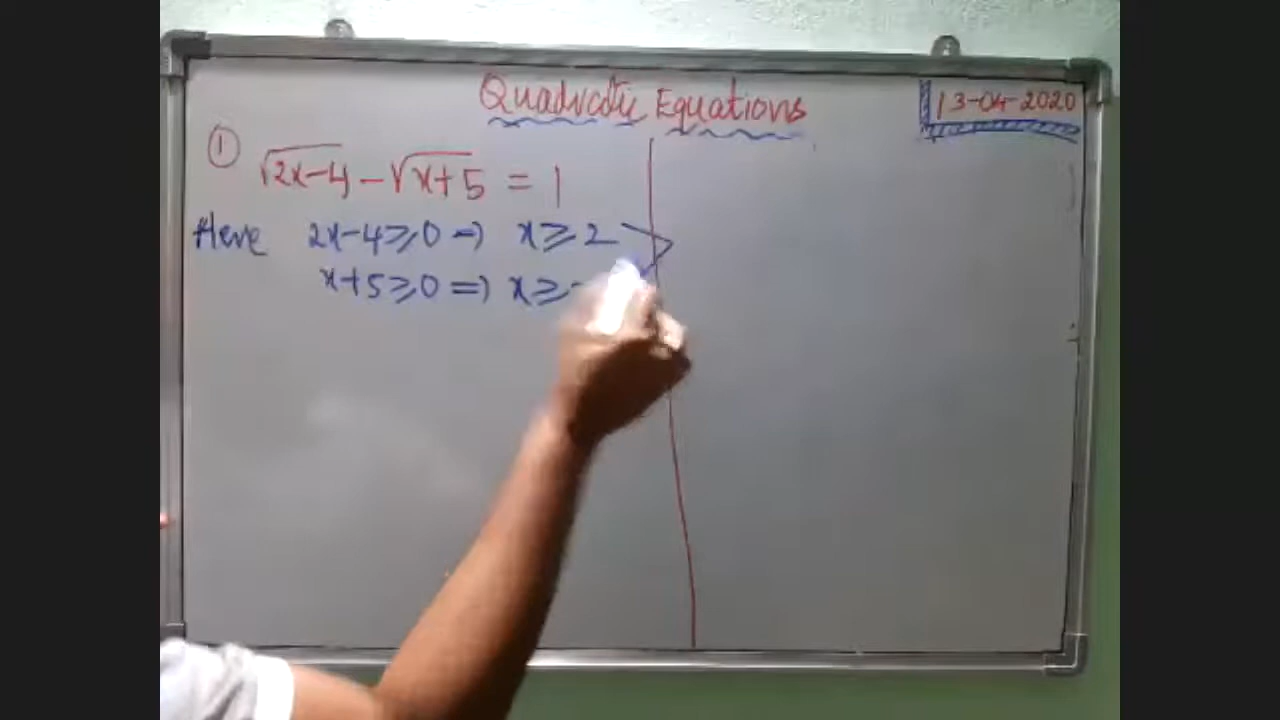 Quadratic Equations
13-04-2020
① √2x-4 - √x+5 = 1
Here 2x-4≥0 ⇒ x≥2
x+5≥0 ⇒ x≥-